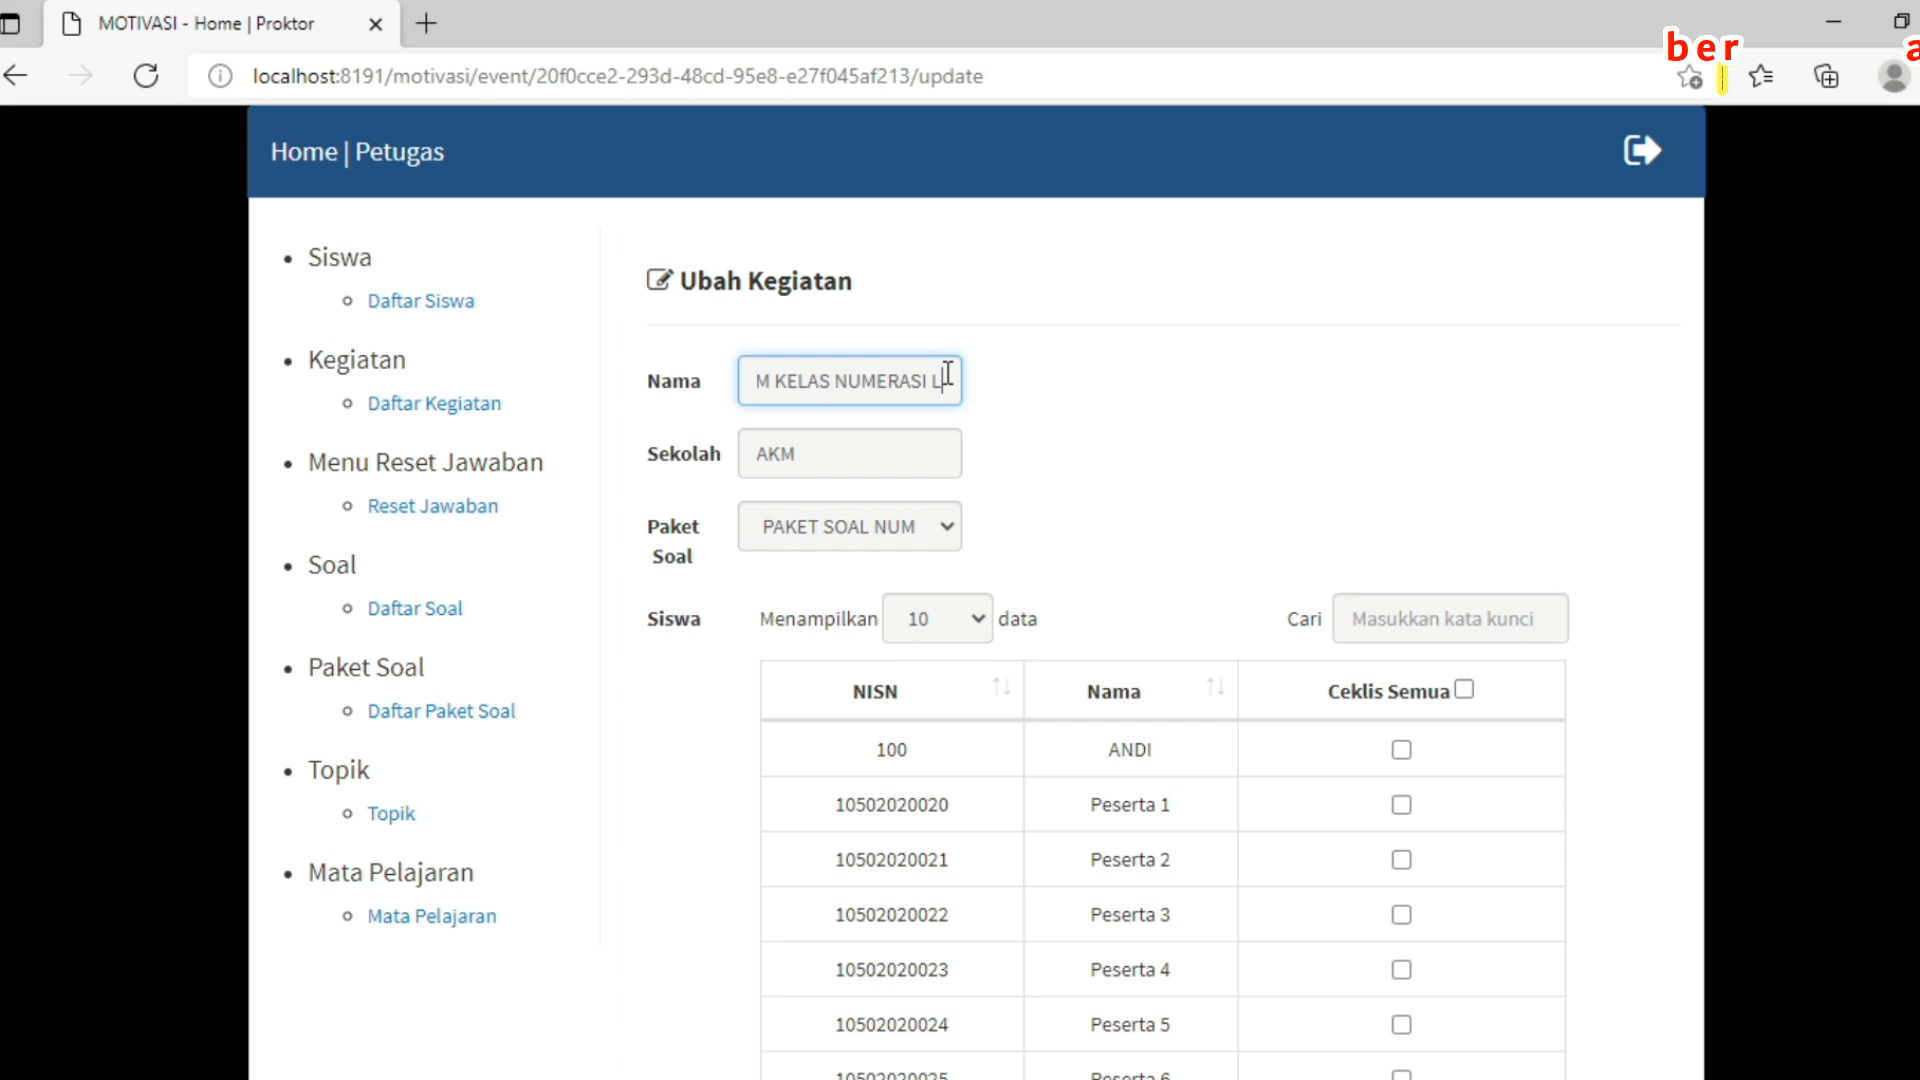 MOTIVASI - Home | Proktor
ber
localhost:8191/motivasi/event/20f0cce2-293d-48cd-95e8-e27f045af213/update
Home | Petugas
Siswa
Daftar Siswa
Kegiatan
Daftar Kegiatan
Menu Reset Jawaban
Reset Jawaban
Soal
Daftar Soal
Paket Soal
Daftar Paket Soal
Topik
Topik
Mata Pelajaran
Mata Pelajaran
Ubah Kegiatan
Nama M KELAS NUMERASI L
Sekolah AKM
Paket Soal PAKET SOAL NUM
Siswa Menampilkan 10 data Cari Masukkan kata kunci
NISN Nama Ceklis Semua
100 ANDI
10502020020 Peserta 1
10502020021 Peserta 2
10502020022 Peserta 3
10502020023 Peserta 4
10502020024 Peserta 5
10502020025 Peserta 6